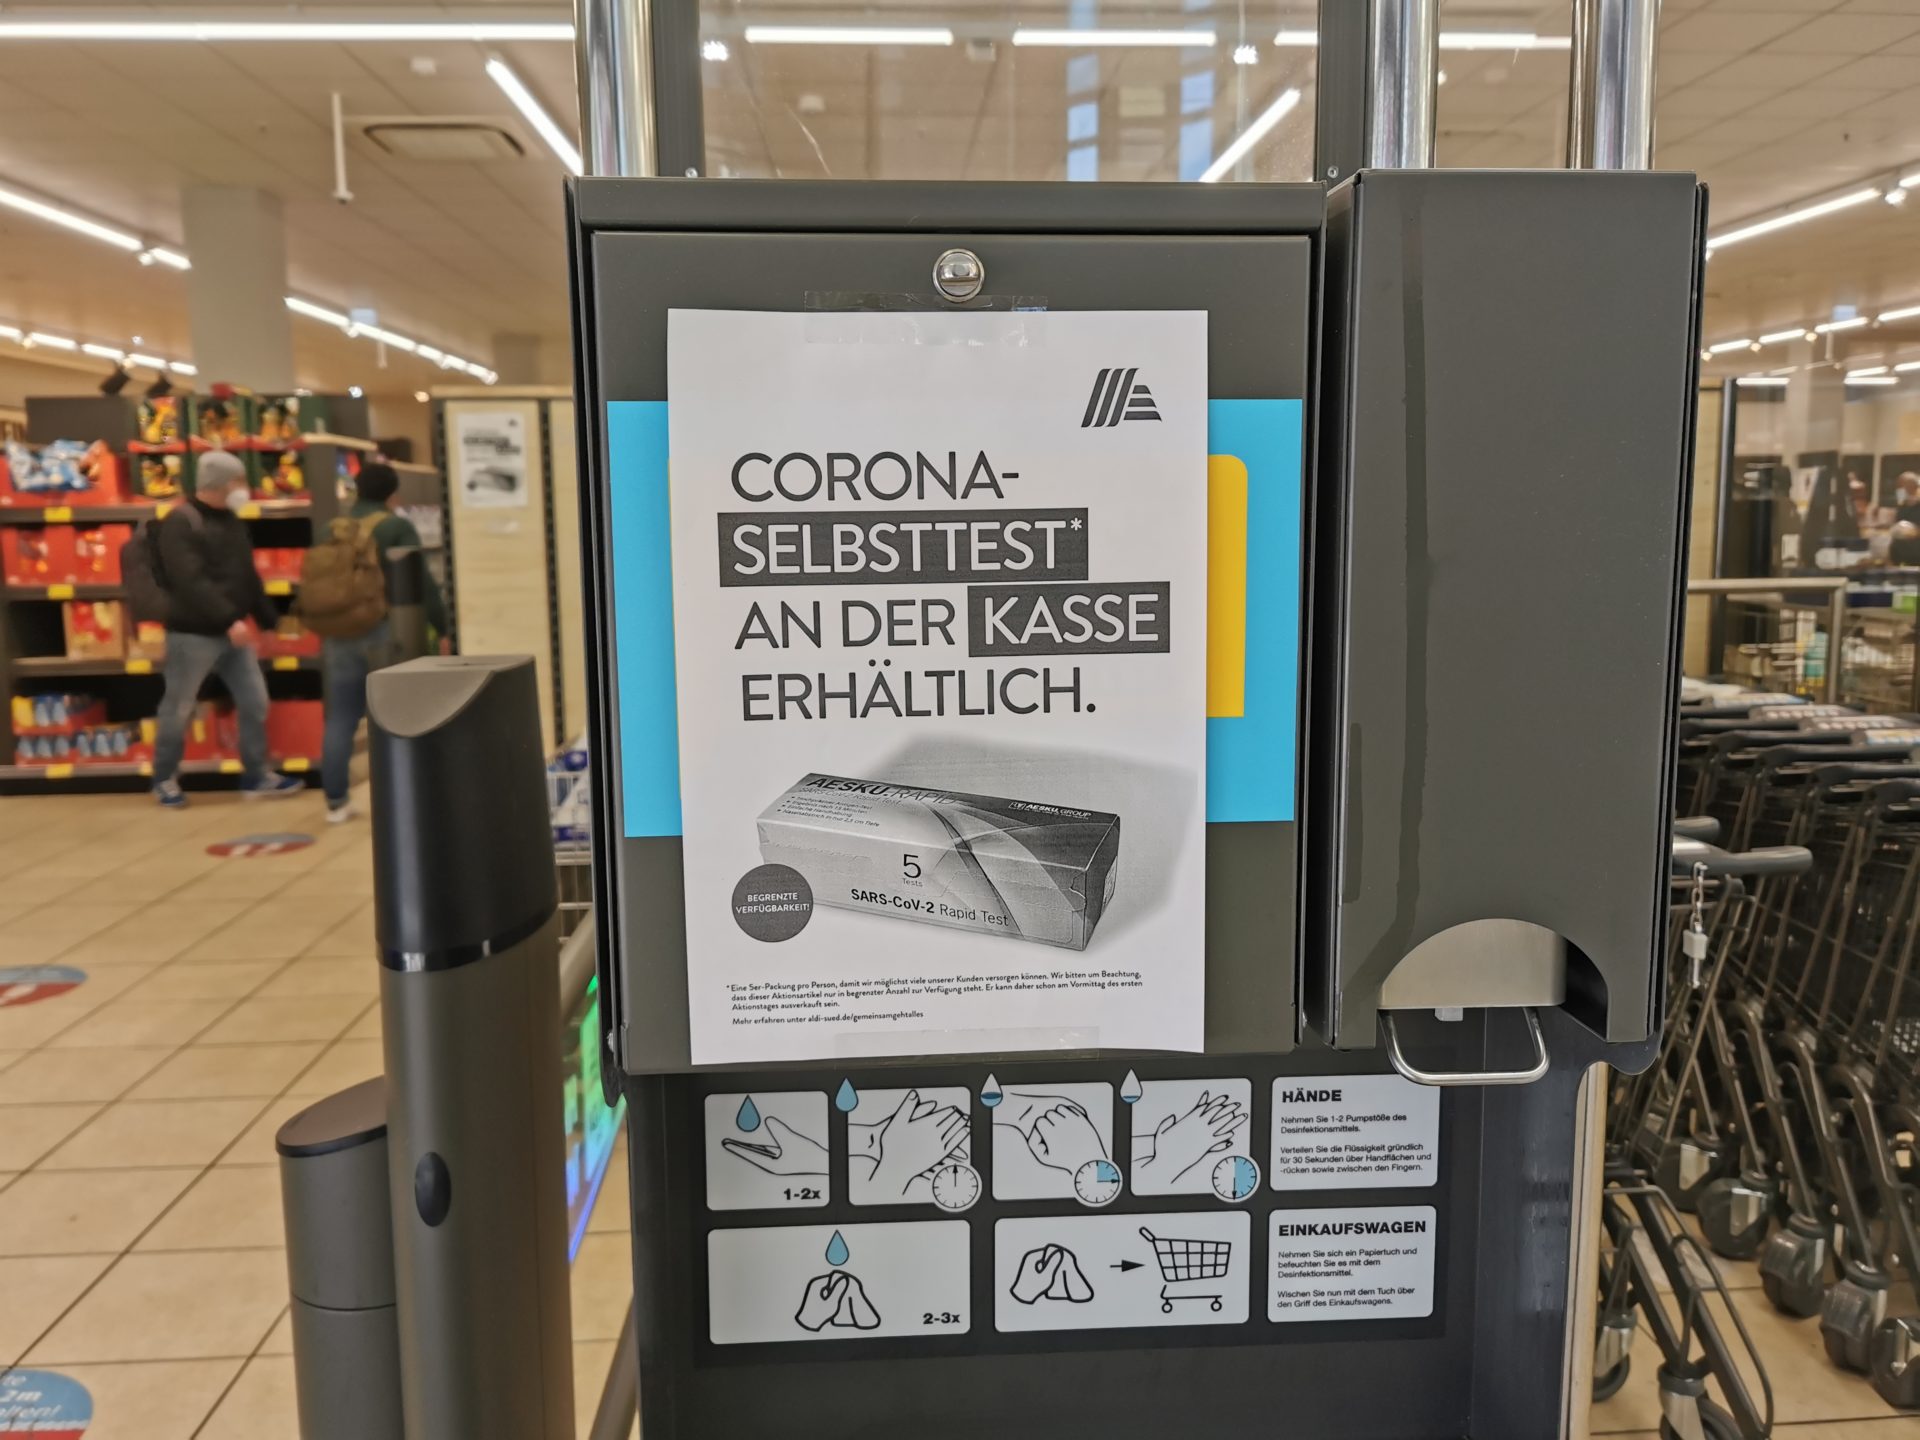 CORONA-
SELBSTTEST*
AN DER KASSE
ERHÄLTLICH.
AESKU.RAPID
SARS-CoV-2 Rapid Test
AESKU.GROUP
5
Tests
SARS-CoV-2 Rapid Test
BEGRENZTE
VERFÜGBARKEIT!
*Eine 5er-Packung pro Person, damit wir möglichst viele unserer Kunden versorgen können. Wir bitten um Beachtung,
dass dieser Aktionsartikel nur in begrenzter Anzahl zur Verfügung steht. Er kann daher schon am Vormittag des ersten
Aktionstages ausverkauft sein.
Mehr erfahren unter aldi-sued.de/gemeinsamgehtalles
1-2x
HÄNDE
Nehmen Sie 1-2 Pumpstöße des
Desinfektionsmittels.
Verteilen Sie die Flüssigkeit gründlich
für 30 Sekunden über Handflächen und
-rücken sowie zwischen den Fingern.
2-3x
EINKAUFSWAGEN
Nehmen Sie sich ein Papiertuch und
befeuchten Sie es mit dem
Desinfektionsmittel.
Wischen Sie nun mit dem Tuch über
den Griff des Einkaufswagens.
2m